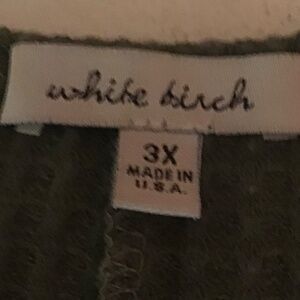 white birch
3X
MADE IN
U.S.A.